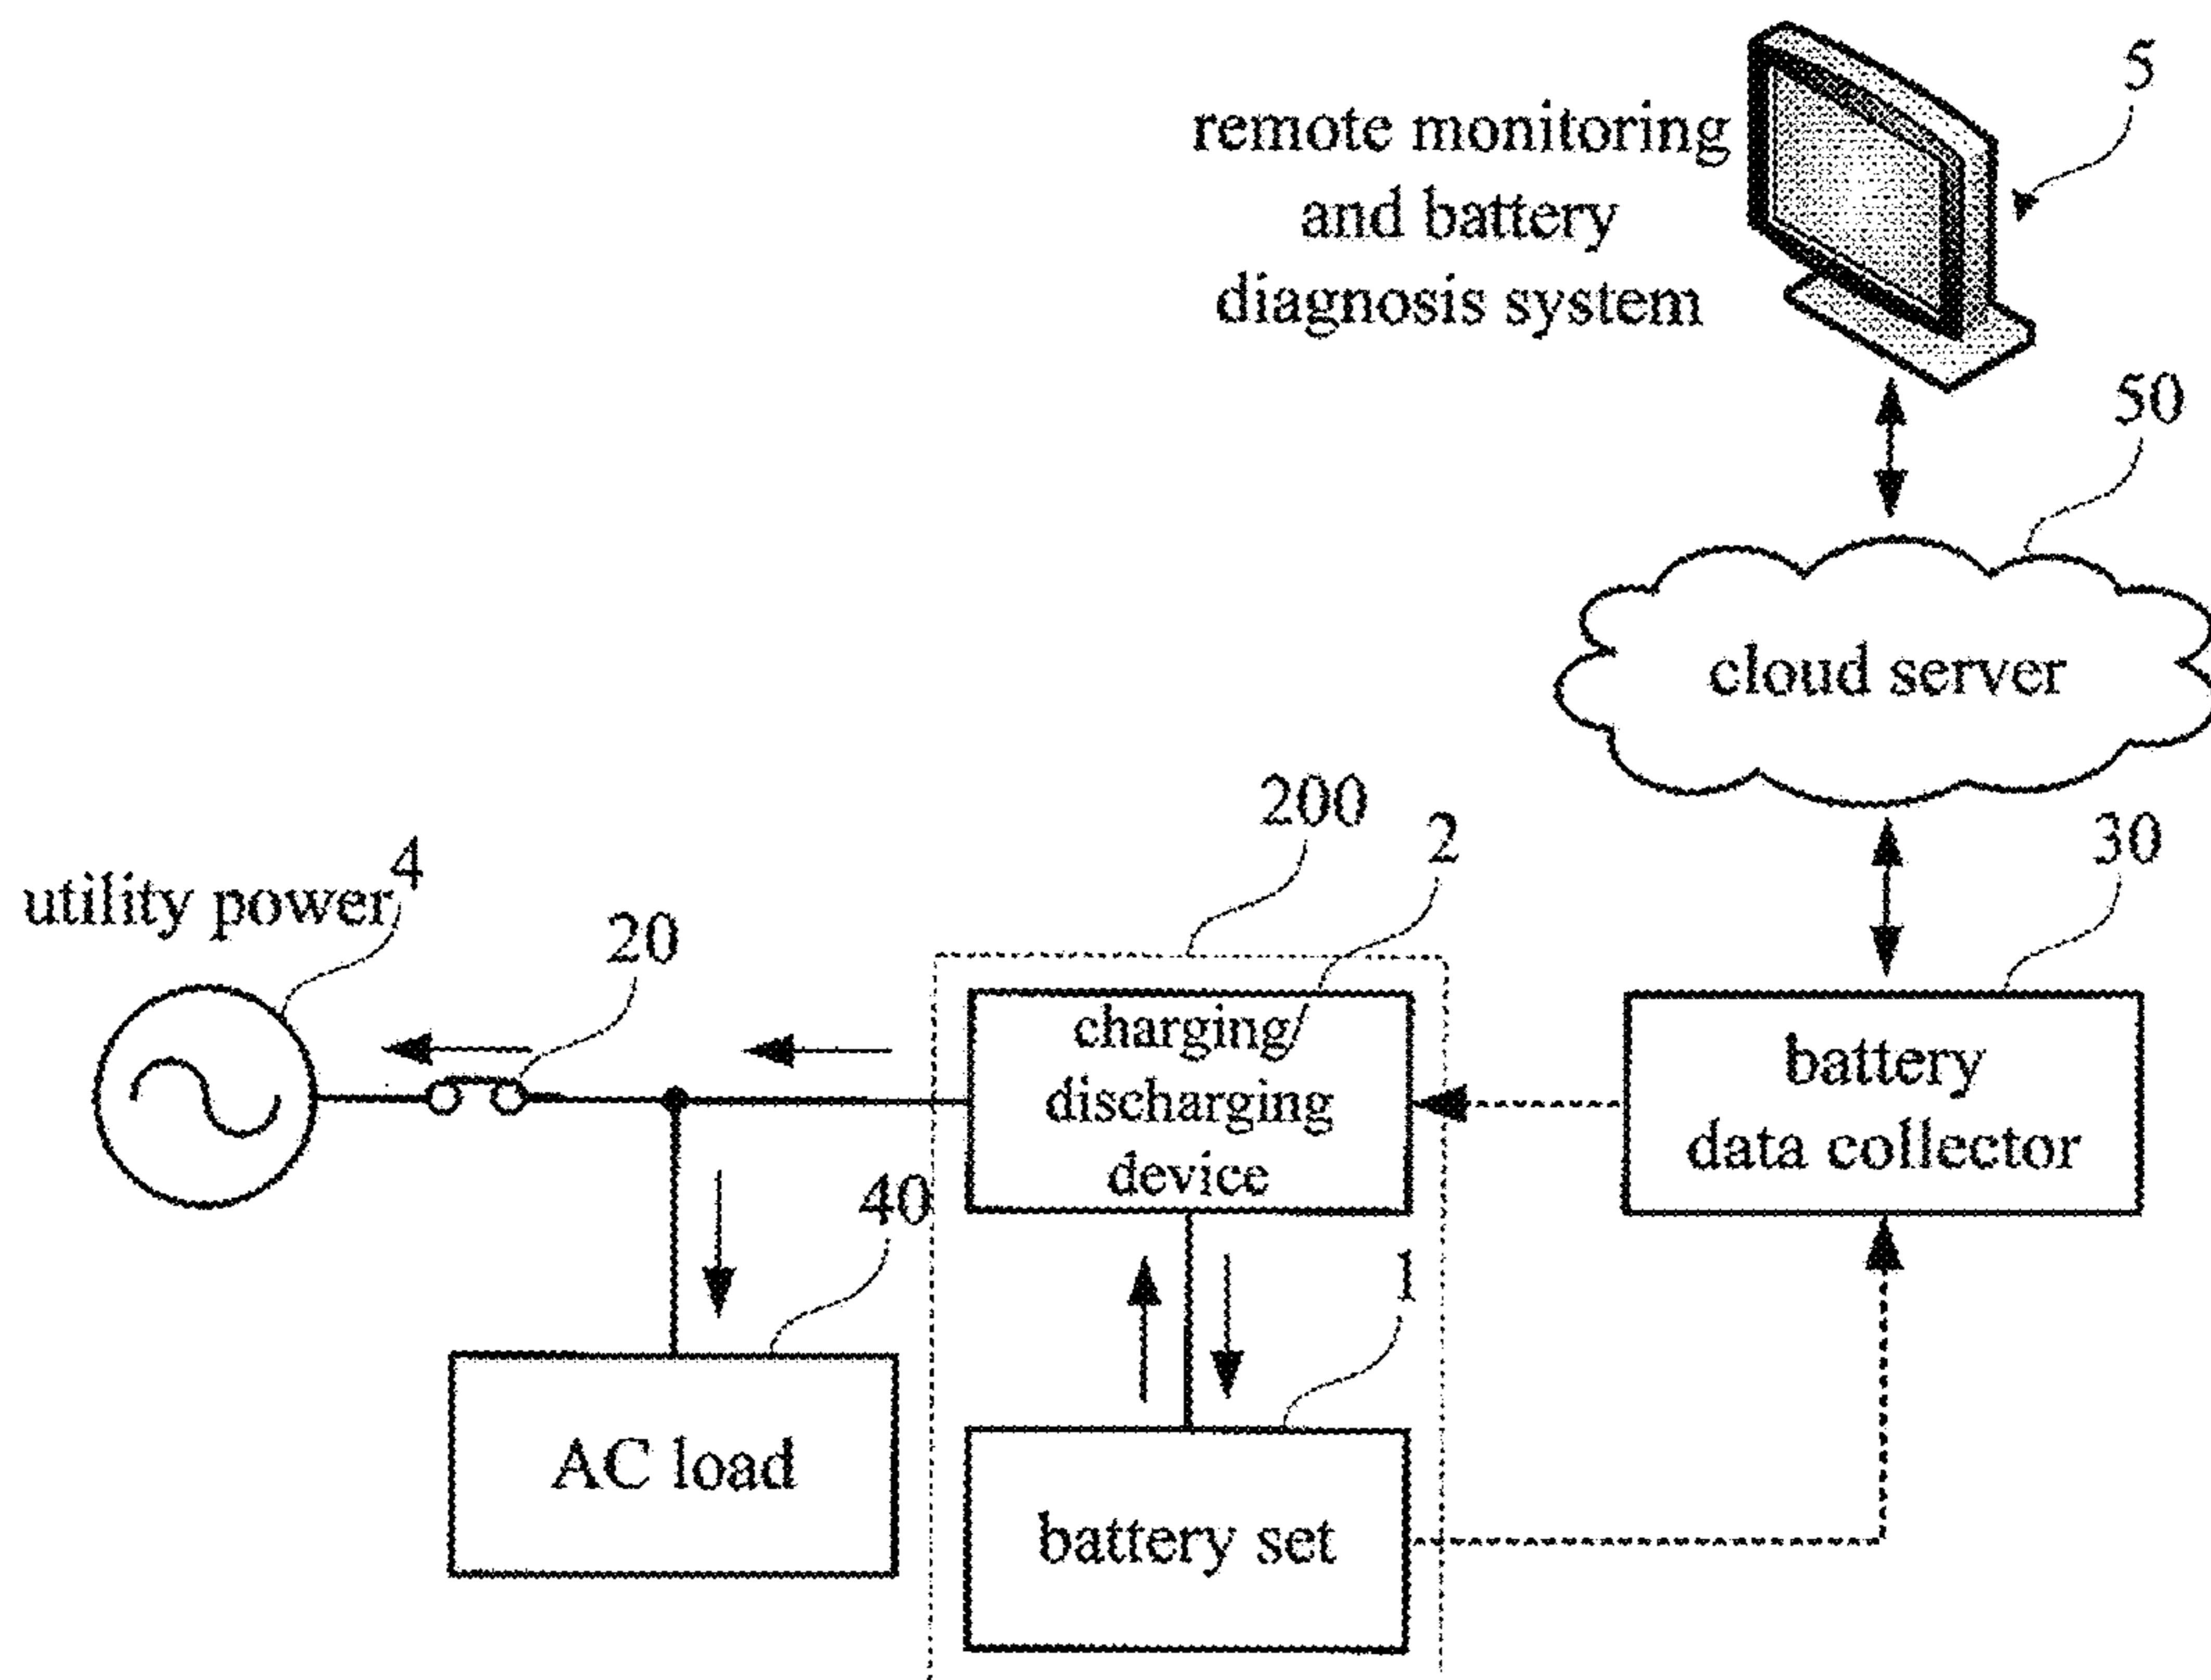 5
remote monitoring
and battery
diagnosis system
50
cloud server
200
2
30
4
utility power
20
charging/
discharging
device
battery
data collector
40
1
AC load
battery set